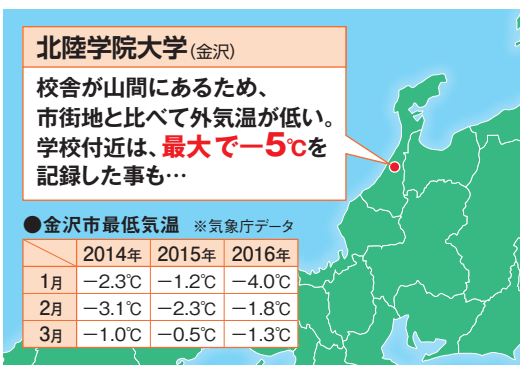 北陸学院大学(金沢)
校舎が山間にあるため、
市街地と比べて外気温が低い。
学校付近は、最大で－5℃を
記録した事も…
●金沢市最低気温 ※気象庁データ
2014年 2015年 2016年
1月 －2.3℃ －1.2℃ －4.0℃
2月 －3.1℃ －2.3℃ －1.8℃
3月 －1.0℃ －0.5℃ －1.3℃